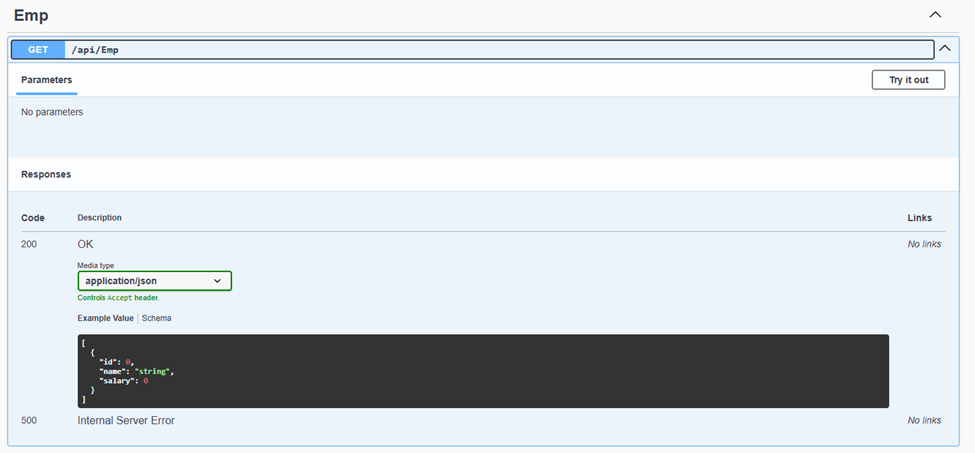 Emp
GET /api/Emp
Parameters Try it out
No parameters
Responses
Code Description Links
200 OK No links
Media type
application/json
Controls Accept header.
Example Value Schema
[
{
"id": 0,
"name": "string",
"salary": 0
}
]
500 Internal Server Error No links